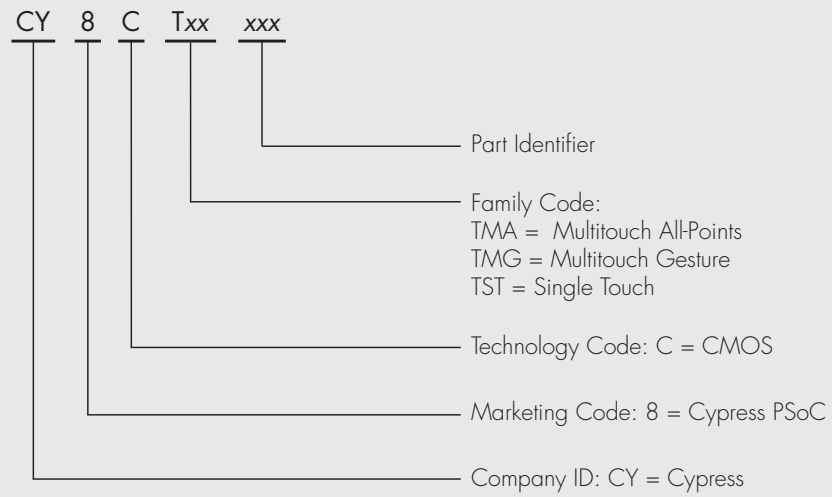 CY 8 C Txx xxx
Part Identifier
Family Code:
TMA = Multitouch All-Points
TMG = Multitouch Gesture
TST = Single Touch
Technology Code: C = CMOS
Marketing Code: 8 = Cypress PSoC
Company ID: CY = Cypress